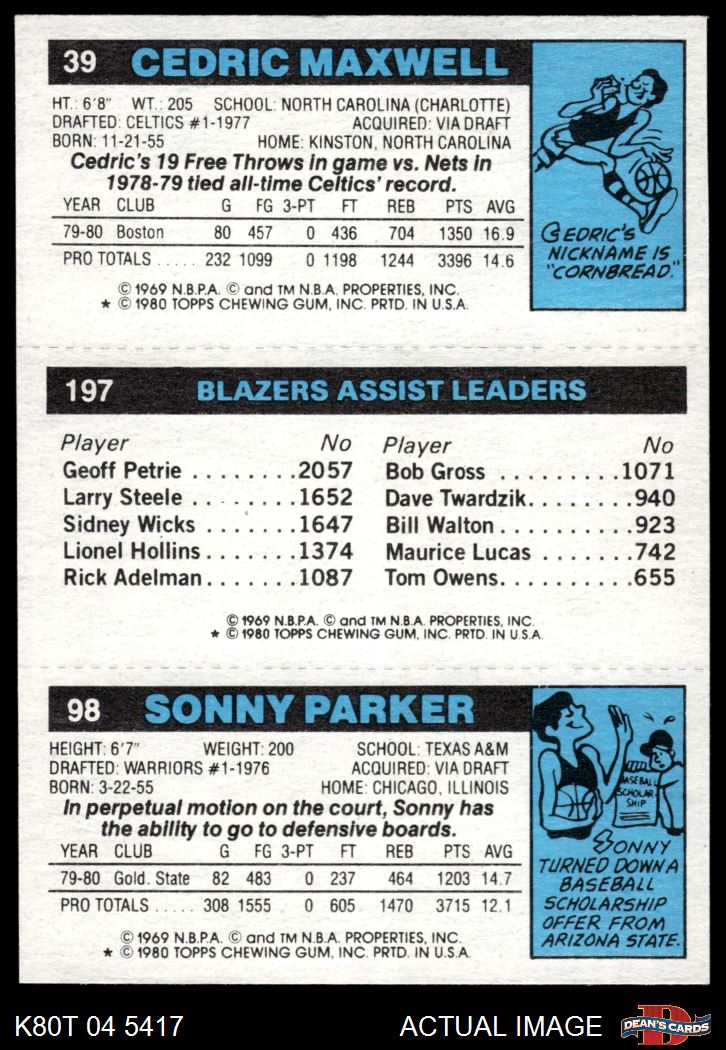 39 CEDRIC MAXWELL
HT.: 6'8" WT.: 205 SCHOOL: NORTH CAROLINA (CHARLOTTE)
DRAFTED: CELTICS #1-1977 ACQUIRED: VIA DRAFT
BORN: 11-21-55 HOME: KINSTON, NORTH CAROLINA
Cedric's 19 Free Throws in game vs. Nets in
1978-79 tied all-time Celtics' record.
YEAR CLUB G FG 3-PT FT REB PTS AVG
79-80 Boston 80 457 0 436 704 1350 16.9
PRO TOTALS ..... 232 1099 0 1198 1244 3396 14.6
© 1969 N.B.P.A. © and TM N.B.A. PROPERTIES, INC.
★ © 1980 TOPPS CHEWING GUM, INC. PRTD. IN U.S.A.
CEDRIC'S
NICKNAME IS
"CORNBREAD."
197 BLAZERS ASSIST LEADERS
Player No Player No
Geoff Petrie ........2057 Bob Gross .........1071
Larry Steele ........1652 Dave Twardzik........940
Sidney Wicks ........1647 Bill Walton..........923
Lionel Hollins.......1374 Maurice Lucas .......742
Rick Adelman.......1087 Tom Owens..........655
© 1969 N.B.P.A. © and TM N.B.A. PROPERTIES, INC.
★ © 1980 TOPPS CHEWING GUM, INC. PRTD. IN U.S.A.
98 SONNY PARKER
HEIGHT: 6'7" WEIGHT: 200 SCHOOL: TEXAS A&M
DRAFTED: WARRIORS #1-1976 ACQUIRED: VIA DRAFT
BORN: 3-22-55 HOME: CHICAGO, ILLINOIS
In perpetual motion on the court, Sonny has
the ability to go to defensive boards.
YEAR CLUB G FG 3-PT FT REB PTS AVG
79-80 Gold. State 82 483 0 237 464 1203 14.7
PRO TOTALS ..... 308 1555 0 605 1470 3715 12.1
© 1969 N.B.P.A. © and TM N.B.A. PROPERTIES, INC.
★ © 1980 TOPPS CHEWING GUM, INC. PRTD. IN U.S.A.
BASEBALL
SCHOLAR-
SHIP
SONNY
TURNED DOWN A
BASEBALL
SCHOLARSHIP
OFFER FROM
ARIZONA STATE.
K80T 04 5417 ACTUAL IMAGE
D
DEAN'S CARDS